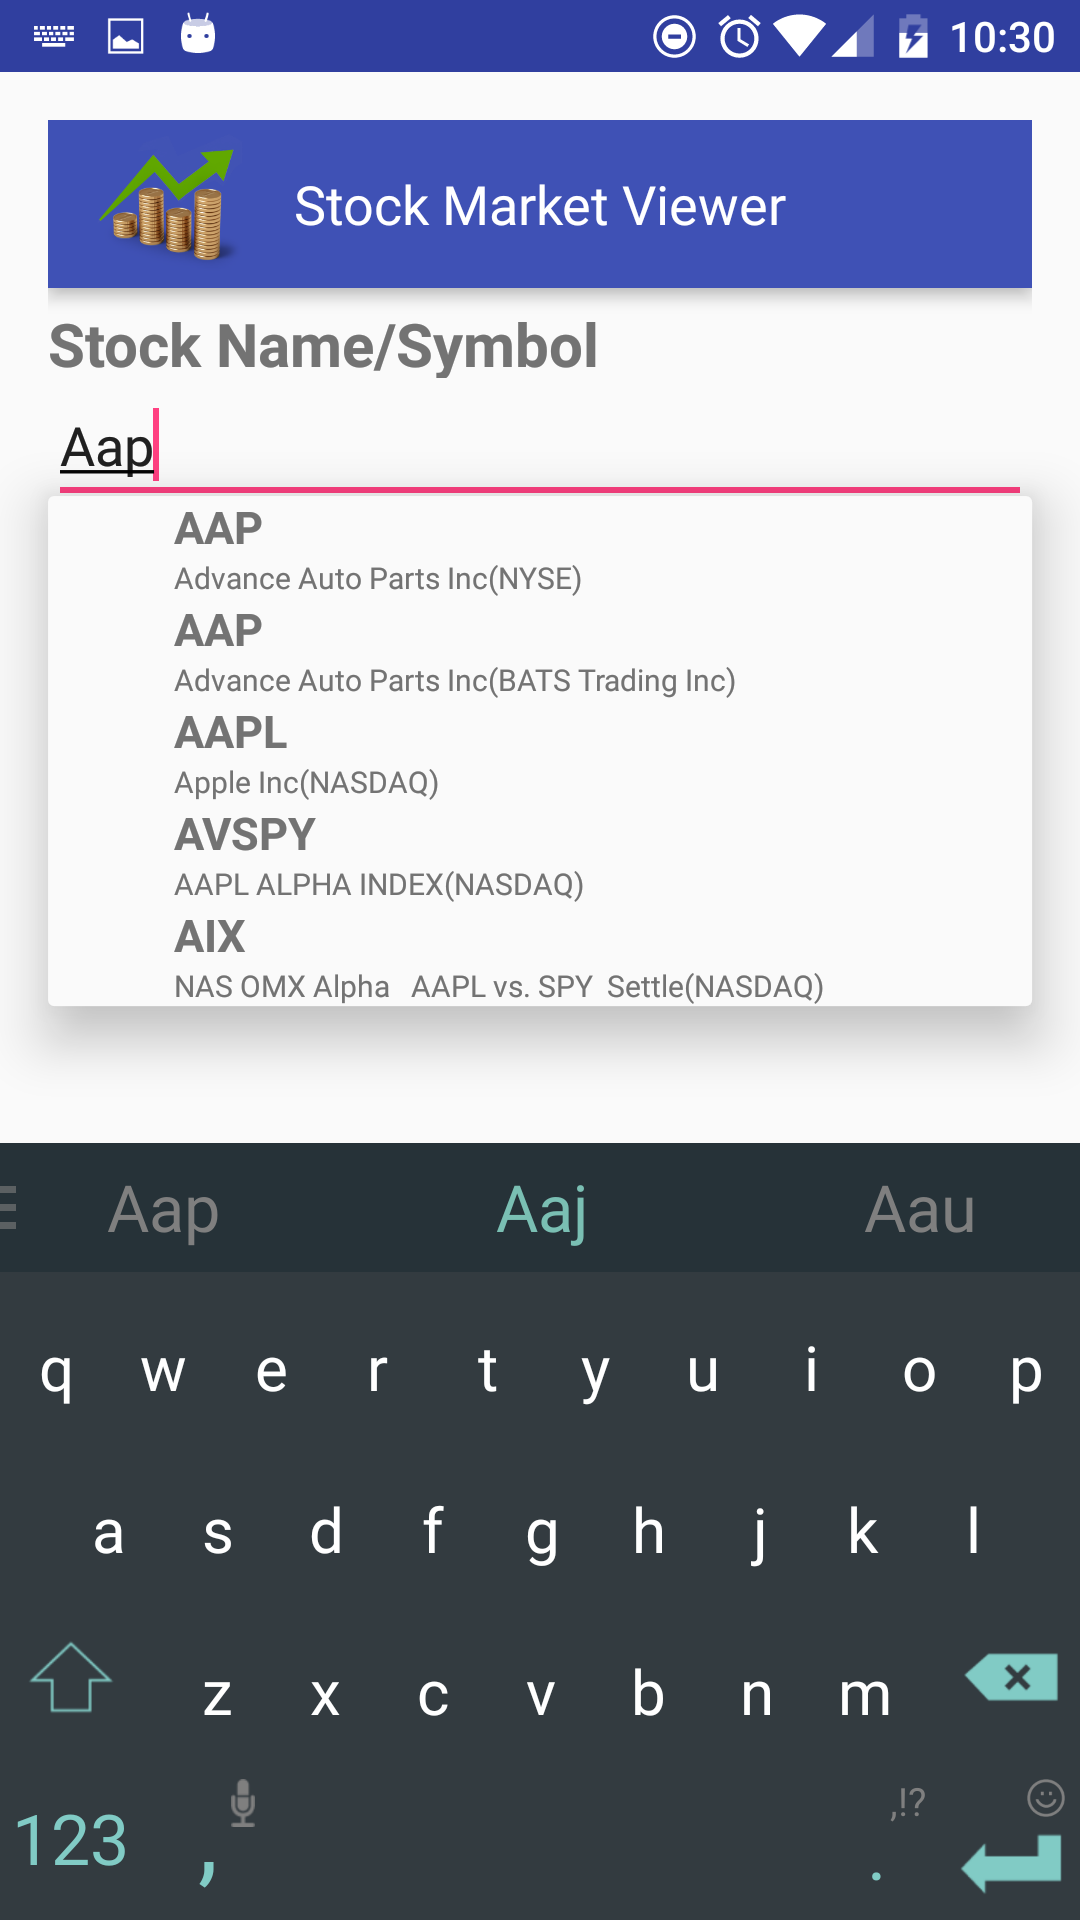 10:30
Stock Market Viewer
Stock Name/Symbol
Aap
AAP
Advance Auto Parts Inc(NYSE)
AAP
Advance Auto Parts Inc(BATS Trading Inc)
AAPL
Apple Inc(NASDAQ)
AVSPY
AAPL ALPHA INDEX(NASDAQ)
AIX
NAS OMX Alpha   AAPL vs. SPY  Settle(NASDAQ)
Aap Aaj Aau
q w e r t y u i o p
a s d f g h j k l
z x c v b n m
,!?
123 , .